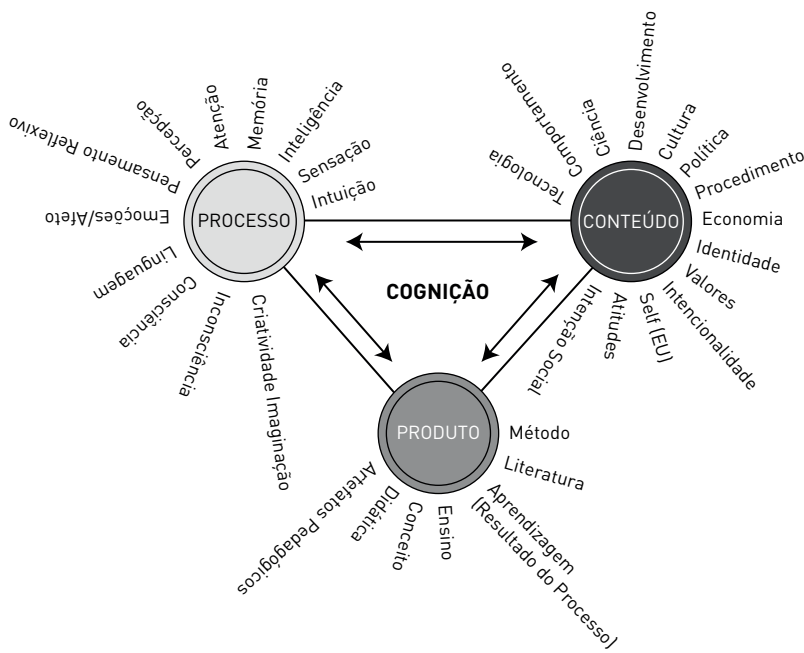 PROCESSO
Pensamento Reflexivo
Percepção
Atenção
Memória
Inteligência
Sensação
Intuição
Emoções/Afeto
Linguagem
Consciência
Inconsciência
Criatividade Imaginação
CONTEÚDO
Tecnologia
Comportamento
Ciência
Desenvolvimento
Cultura
Política
Procedimento
Economia
Identidade
Valores
Intencionalidade
Self (EU)
Atitudes
Intenção Social
COGNIÇÃO
PRODUTO
Método
Literatura
Aprendizagem
(Resultado do Processo)
Ensino
Conceito
Didática
Artefatos Pedagógicos